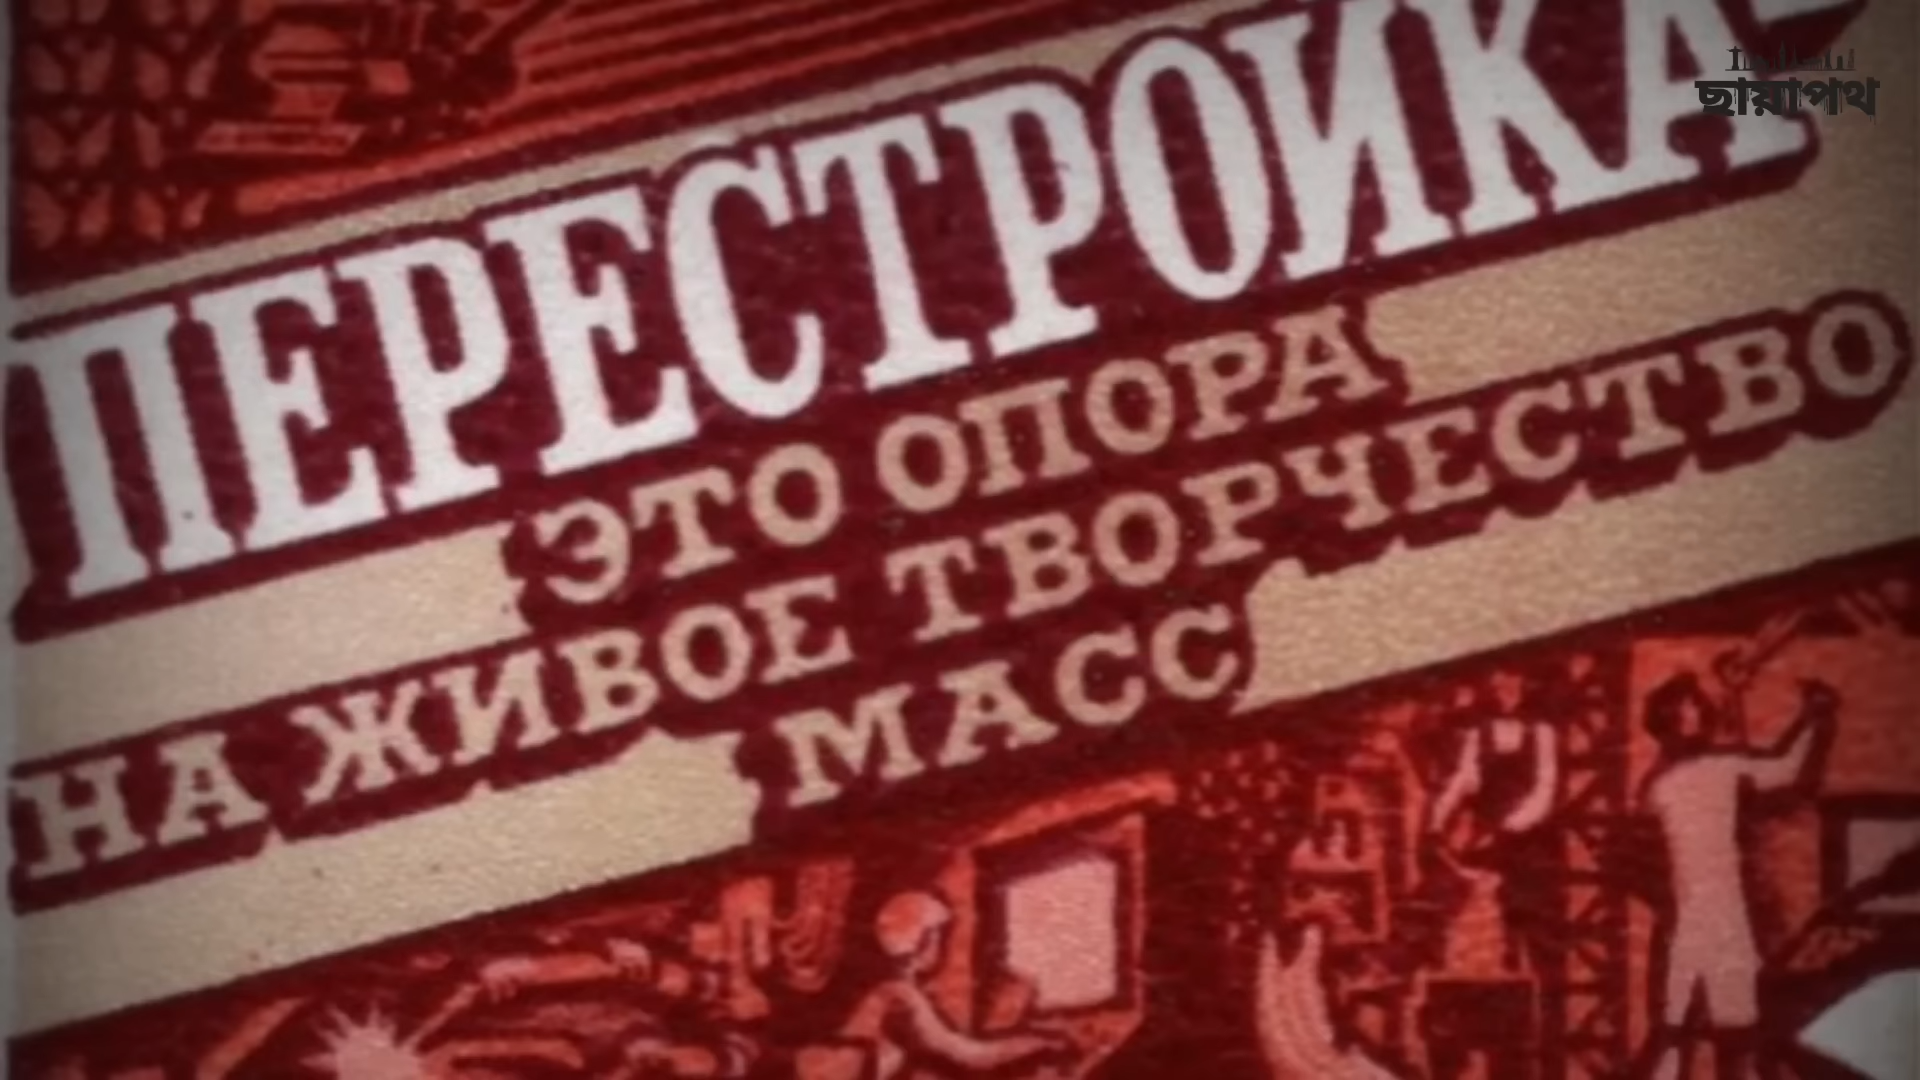 ছায়াপথ
ПЕРЕСТРОЙКА
ЭТО ОПОРА
НА ЖИВОЕ ТВОРЧЕСТВО
МАСС